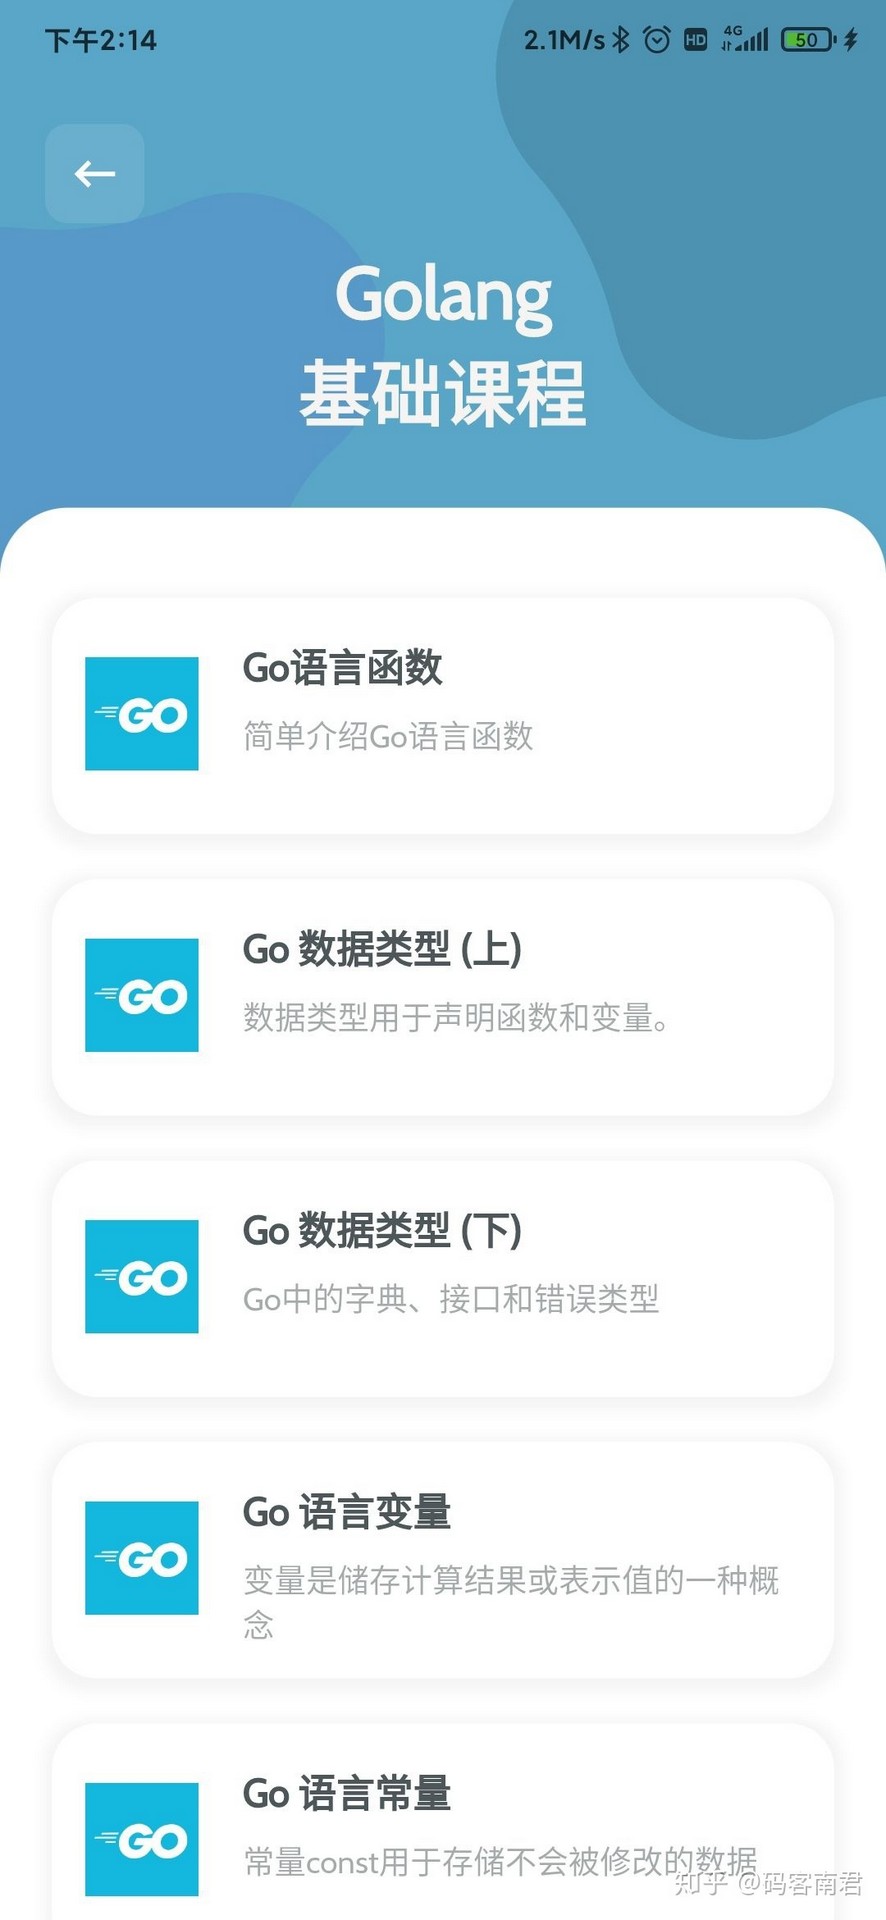 下午2:14
2.1M/s HD 4G 50
Golang
基础课程
GO
Go语言函数
简单介绍Go语言函数
GO
Go 数据类型 (上)
数据类型用于声明函数和变量。
GO
Go 数据类型 (下)
Go中的字典、接口和错误类型
GO
Go 语言变量
变量是储存计算结果或表示值的一种概
念
GO
Go 语言常量
常量const用于存储不会被修改的数据
知乎 @码客南君